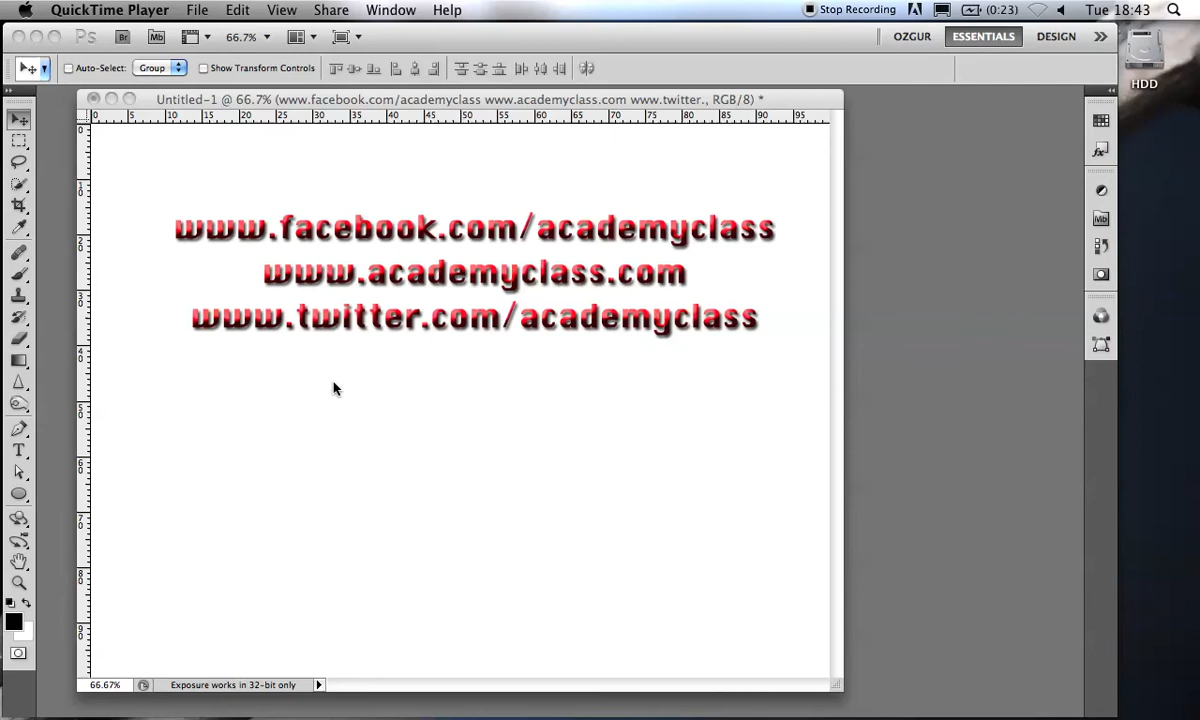 QuickTime Player File Edit View Share Window Help Stop Recording (0:23) Tue 18:43
Ps Br Mb 66.7% OZGUR ESSENTIALS DESIGN
Auto-Select: Group Show Transform Controls
HDD
Untitled-1 @ 66.7% (www.facebook.com/academyclass www.academyclass.com www.twitter., RGB/8) *
0 5 10 15 20 25 30 35 40 45 50 55 60 65 70 75 80 85 90 95
www.facebook.com/academyclass
www.academyclass.com
www.twitter.com/academyclass
66.67% Exposure works in 32-bit only